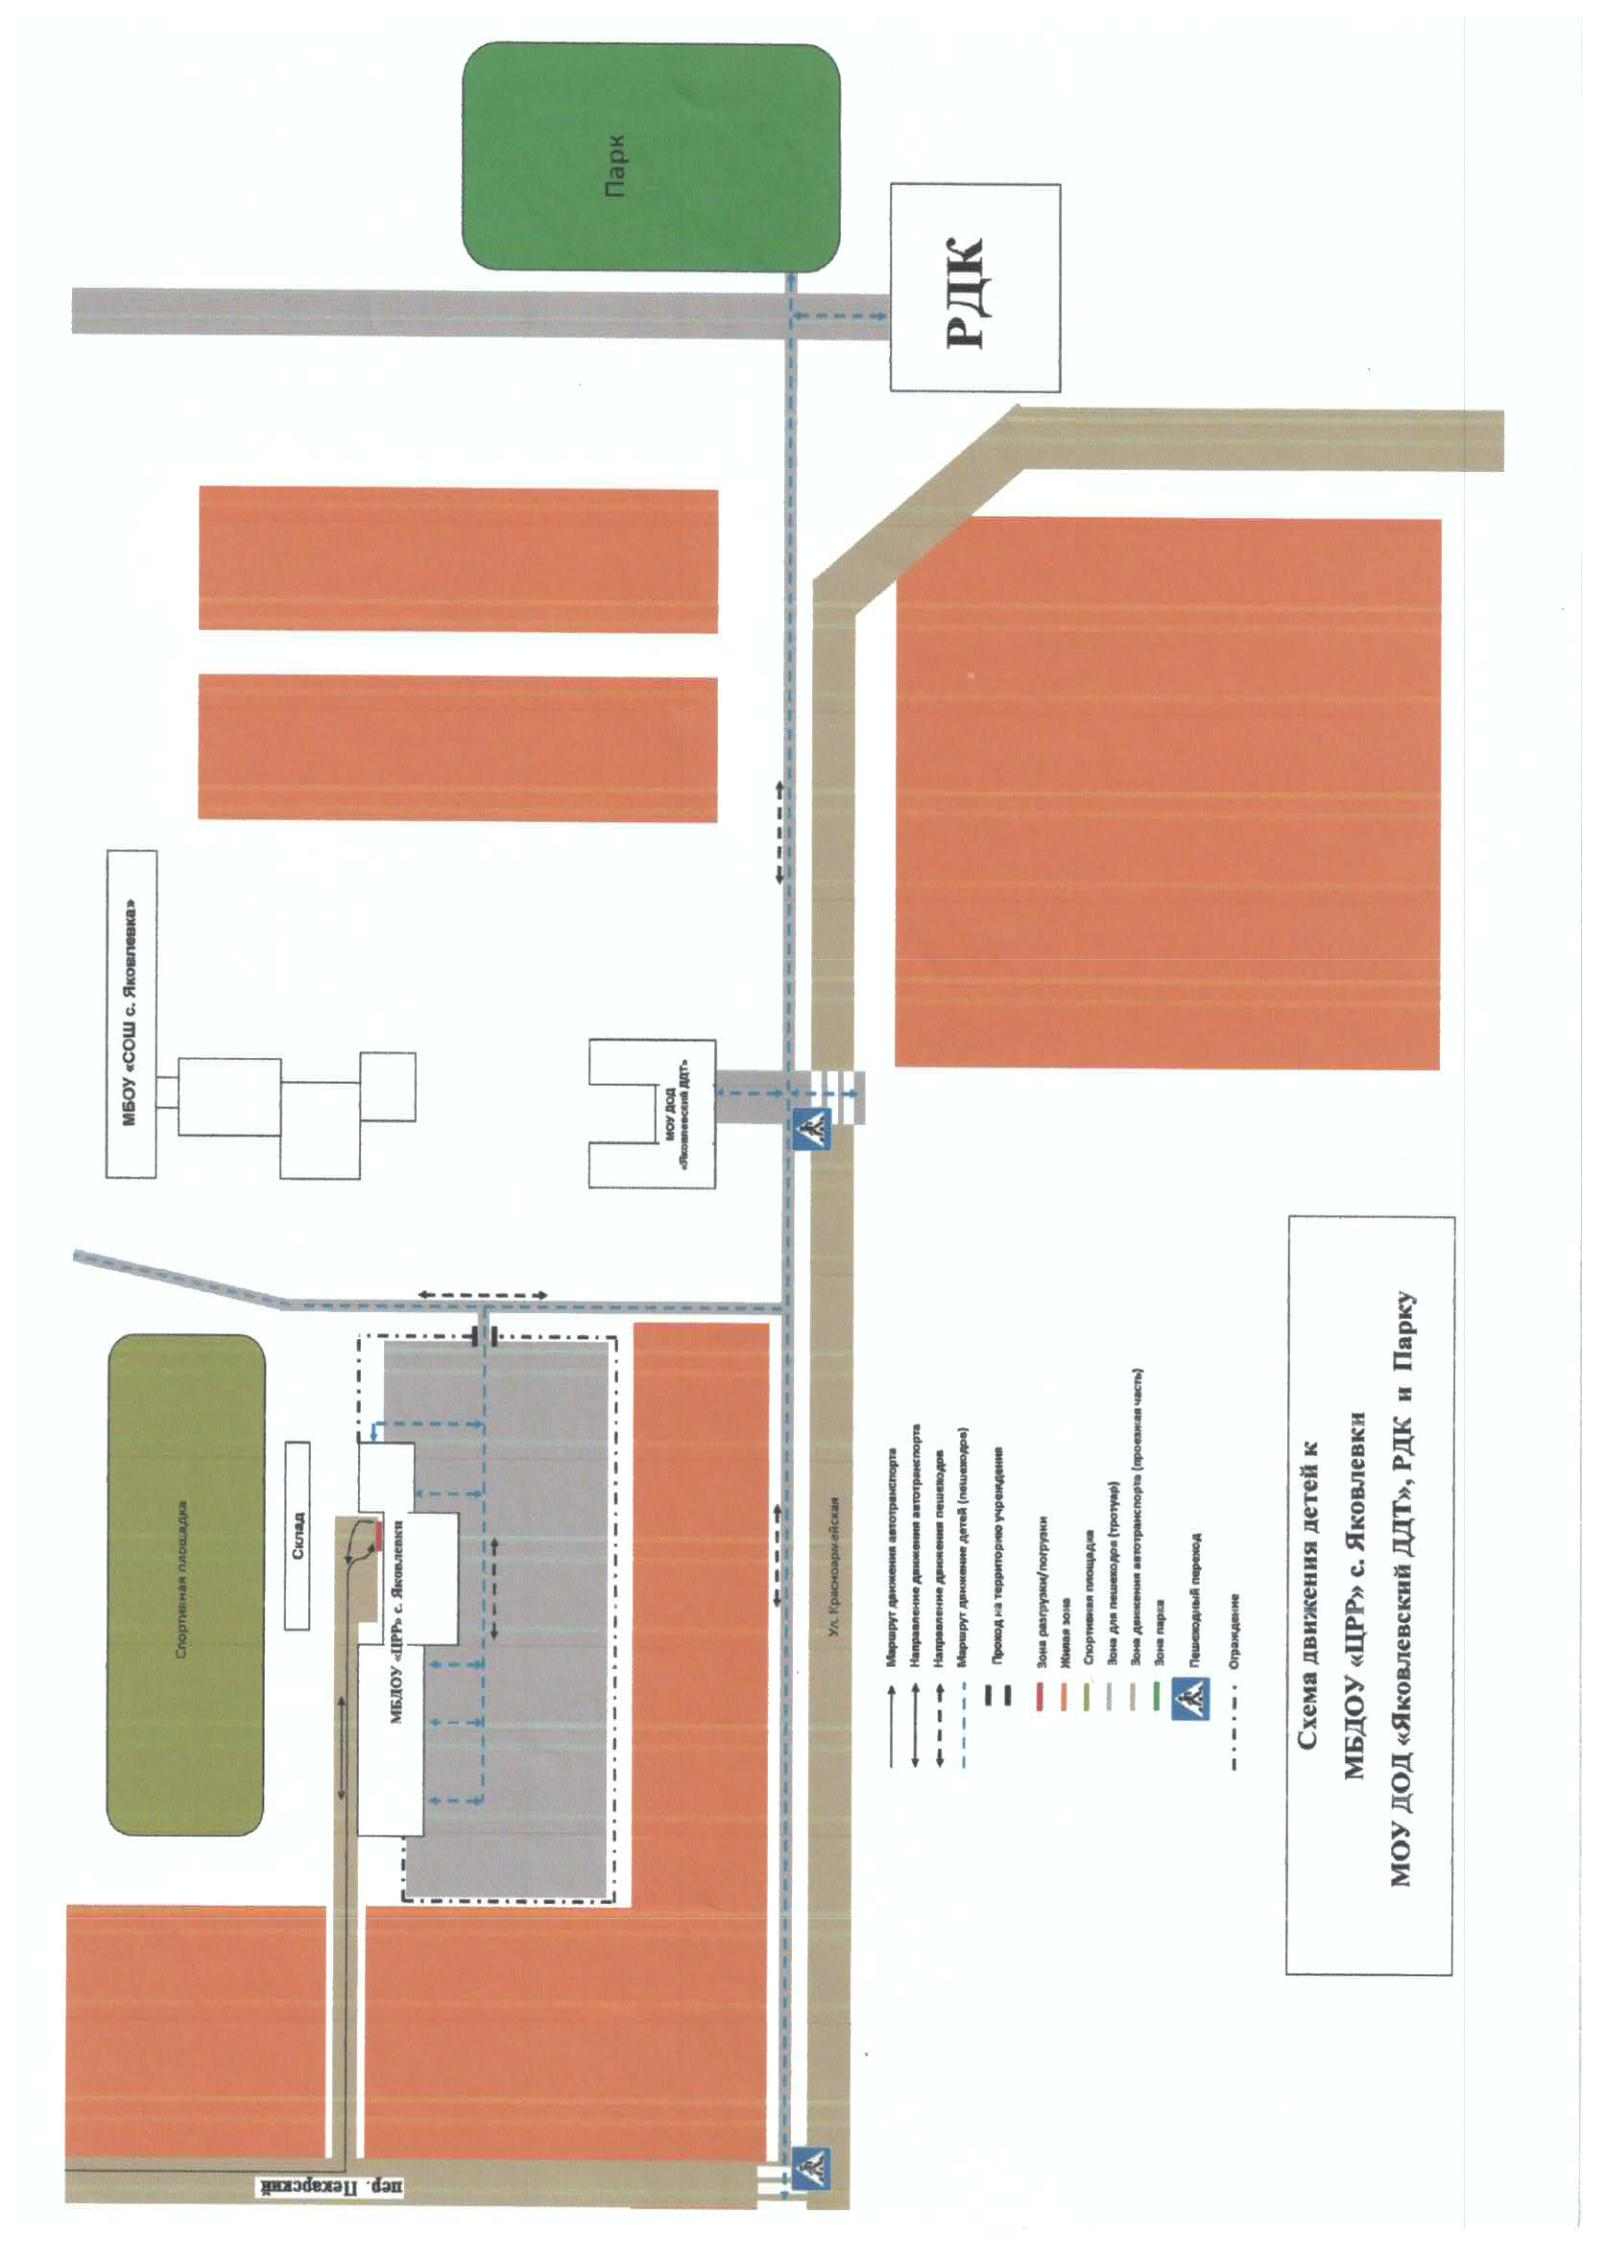 Парк
РДК
МБОУ «СОШ с. Яковлевка»
МОУ ДОД
«Яковлевский ДДТ»
Спортивная площадка
Склад
МБДОУ «ЦРР» с. Яковлевки
Ул. Красноармейская
пер. Пекарский
Маршрут движения автотранспорта
Направление движения автотранспорта
Направление движения пешеходов
Маршрут движение детей (пешеходов)
Проход на территорию учреждения
Зона разгрузки/погрузки
Жилая зона
Спортивная площадка
Зона для пешеходов (тротуар)
Зона движения автотранспорта (проезжая часть)
Зона парка
Пешеходный переход
Ограждение
Схема движения детей к
МБДОУ «ЦРР» с. Яковлевки
МОУ ДОД «Яковлевский ДДТ», РДК и Парку